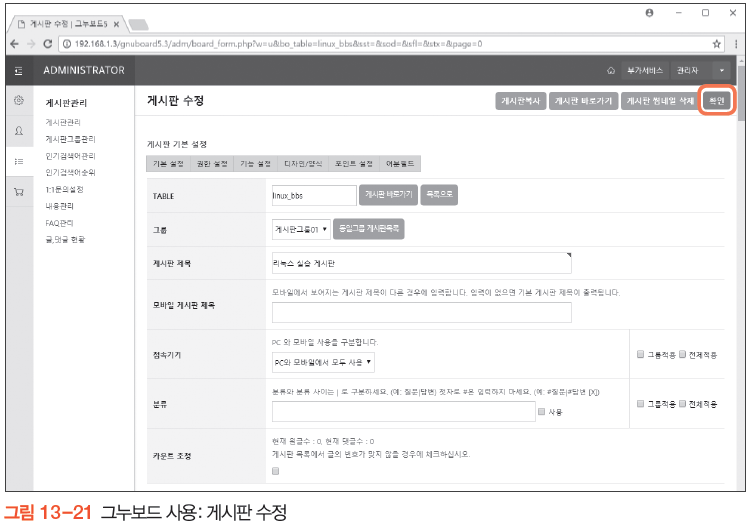 게시판 수정 | 그누보드5
192.168.1.3/gnuboard5.3/adm/board_form.php?w=u&bo_table=linux_bbs&sst=&sod=&sfl=&stx=&page=0
ADMINISTRATOR
부가서비스 관리자
게시판관리
게시판관리
게시판그룹관리
인기검색어관리
인기검색어순위
1:1문의설정
내용관리
FAQ관리
글,댓글 현황
게시판 수정
게시판복사 게시판 바로가기 게시판 썸네일 삭제 확인
게시판 기본 설정
기본 설정 권한 설정 기능 설정 디자인/양식 포인트 설정 여분필드
TABLE linux_bbs 게시판 바로가기 목록으로
그룹 게시판그룹01 동일그룹 게시판목록
게시판 제목 리눅스 실습 게시판
모바일 게시판 제목 모바일에서 보여지는 게시판 제목이 다른 경우에 입력합니다. 입력이 없으면 기본 게시판 제목이 출력됩니다.
접속기기 PC 와 모바일 사용을 구분합니다.
PC와 모바일에서 모두 사용
그룹적용 전체적용
분류 분류와 분류 사이는 | 로 구분하세요. (예: 질문|답변) 첫자로 #은 입력하지 마세요. (예: #질문|#답변 [X])
사용
그룹적용 전체적용
카운트 조정 현재 원글수 : 0, 현재 댓글수 : 0
게시판 목록에서 글의 번호가 맞지 않을 경우에 체크하십시오.
그림 13-21 그누보드 사용: 게시판 수정